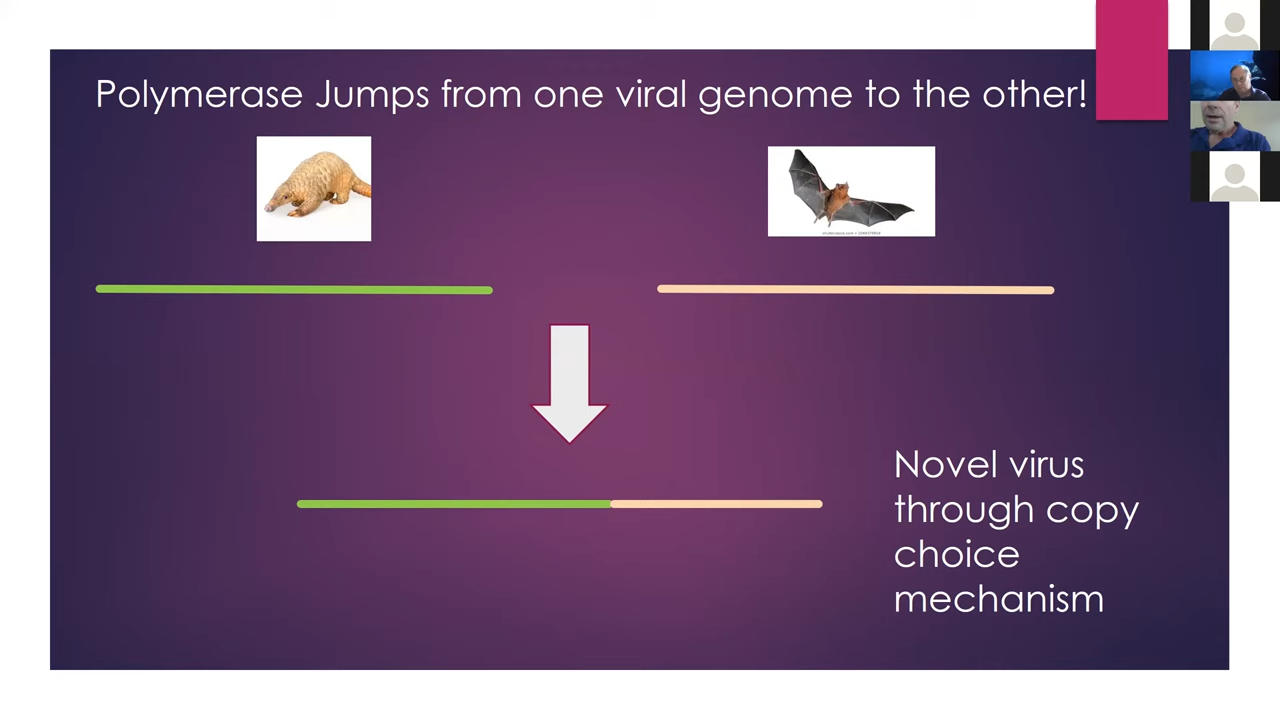 Polymerase Jumps from one viral genome to the other!
Novel virus
through copy
choice
mechanism